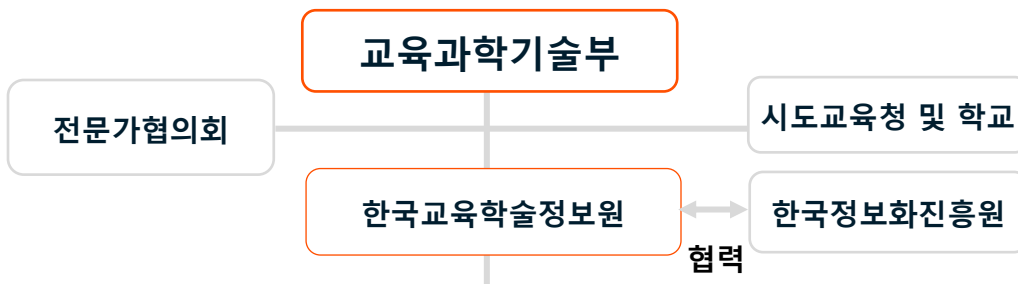 교육과학기술부
전문가협의회
시도교육청 및 학교
한국교육학술정보원
한국정보화진흥원
협력